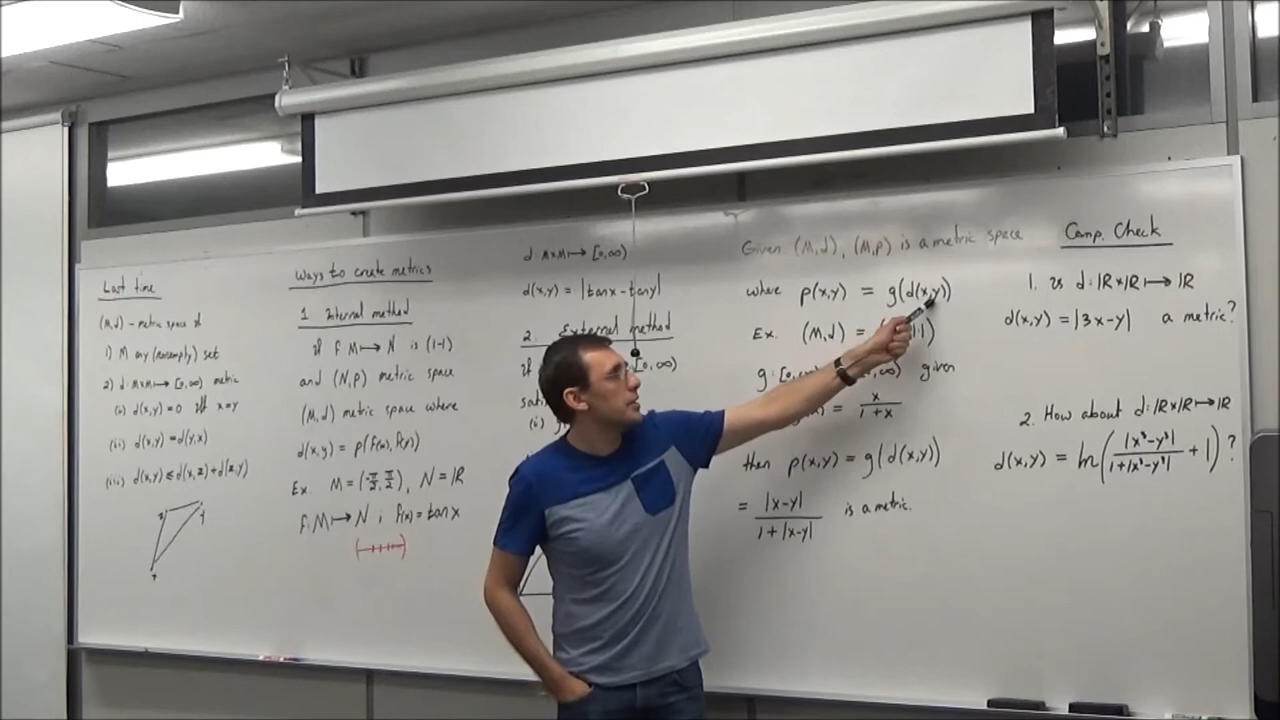 Last time
(M,d) - metric space if
1) M any (nonempty) set
2) d: M×M ↦ [0,∞) metric
(i) d(x,y)=0 iff x=y
(ii) d(x,y)=d(y,x)
(iii) d(x,y) ≤ d(x,z)+d(z,y)
Ways to create metrics
1 Internal method
if f: M ↦ N is (1-1)
and (N,ρ) metric space
(M,d) metric space where
d(x,y) = ρ(f(x),f(y))
Ex. M = (-π/2, π/2), N = ℝ
f: M ↦ N ; f(x) = tan x
d: M×M ↦ [0,∞)
d(x,y) = |tan x - tan y|
2. External method
If [0,∞)
(i)
Given (M,d), (M,ρ) is a metric space
where ρ(x,y) = g(d(x,y))
Ex. (M,d) =
g: given
= x/(1+x)
then ρ(x,y) = g(d(x,y))
= |x-y|/(1+|x-y|) is a metric.
Comp. Check
1. Is d: ℝ×ℝ ↦ ℝ
d(x,y) = |3x-y| a metric?
2. How about d: ℝ×ℝ ↦ ℝ
d(x,y) = ln(|x³-y³|/(1+|x³-y³|) + 1) ?